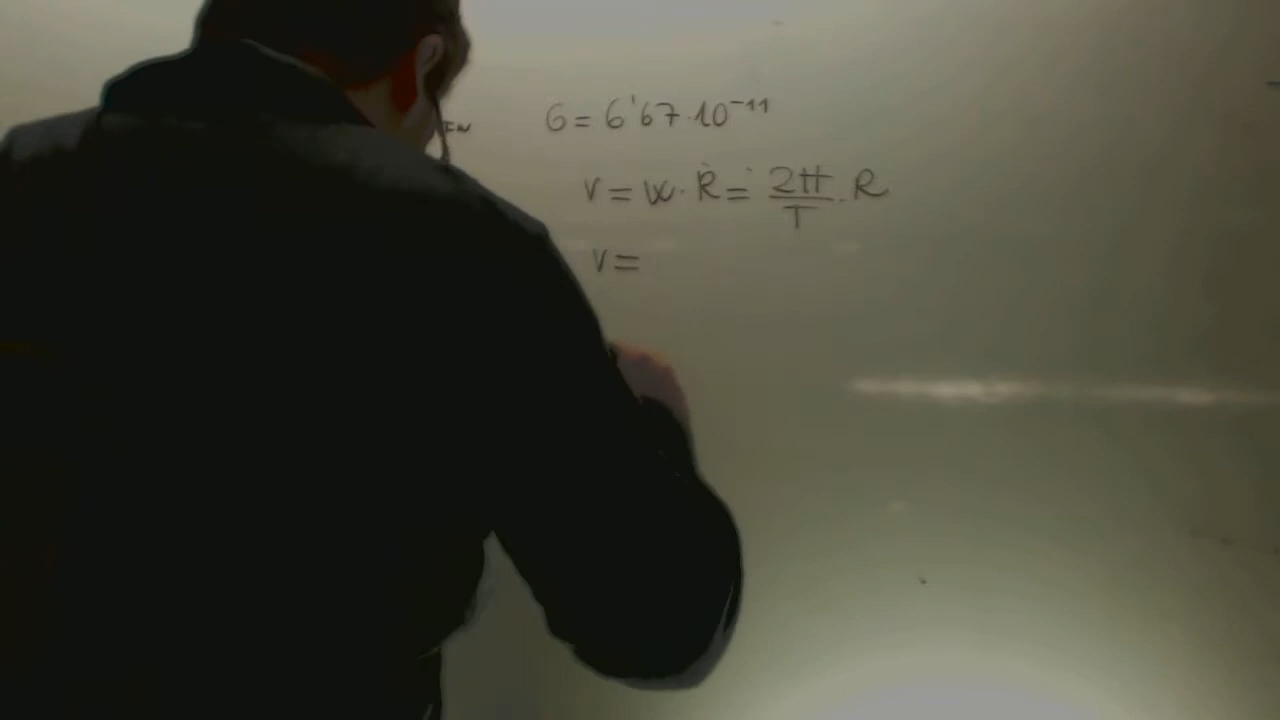 G = 6'67·10⁻¹¹
v = w·R = 2π/T · R
v =